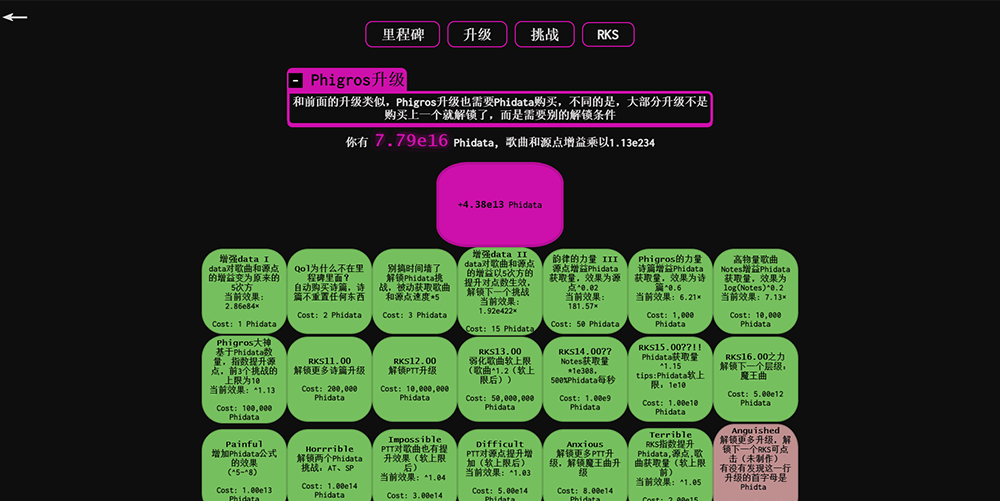 里程碑
升级
挑战
RKS
- Phigros升级
和前面的升级类似，Phigros升级也需要Phidata购买，不同的是，大部分升级不是
购买上一个就解锁了，而是需要别的解锁条件
你有 7.79e16 Phidata, 歌曲和源点增益乘以1.13e234
+4.38e13 Phidata
增强data I
data对歌曲和源点
的增益变为原来的
5次方
当前效果:
2.86e84×
Cost: 1 Phidata
Qol为什么不在里
程碑里面？
自动购买诗篇，诗
篇不重置任何东西
Cost: 2 Phidata
别搞时间墙了
解锁Phidata挑
战，被动获取歌曲
和源点速度*5
Cost: 3 Phidata
增强data II
data对歌曲和源点
的增益以5次方的
提升对点数生效，
解锁下一个挑战
当前效果:
1.92e422×
Cost: 15 Phidata
韵律的力量 III
源点增益Phidata
获取量，效果为源
点^0.02
当前效果:
181.57×
Cost: 50 Phidata
Phigros的力量
诗篇增益Phidata
获取量，效果为诗
篇^0.6
当前效果: 6.21×
Cost: 1,000
Phidata
高物量歌曲
Notes增益Phidata
获取量，效果为
log(Notes)^0.2
当前效果: 7.13×
Cost: 10,000
Phidata
Phigros大神
基于Phidata数
量，指数提升源
点，前3个挑战的
上限为10
当前效果: ^1.13
Cost: 100,000
Phidata
RKS11.00
解锁更多诗篇升级
Cost: 200,000
Phidata
RKS12.00
解锁PTT升级
Cost: 10,000,000
Phidata
RKS13.00
弱化歌曲软上限
（歌曲^1.2（软上
限后））
Cost: 50,000,000
Phidata
RKS14.00??
Notes获取量
*1e308,
500%Phidata每秒
Cost: 1.00e9
Phidata
RKS15.00??!!
Phidata获取量
^1.15
tips:Phidata软上
限，1e10
Cost: 1.00e10
Phidata
RKS16.00之力
解锁下一个层级，
魔王曲
Cost: 5.00e12
Phidata
Painful
增加Phidata公式
的效果
(^5→^8)
Cost: 1.00e13
Phidata
Horrrible
解锁两个Phidata
挑战，AT、SP
Cost: 1.00e14
Phidata
Impossible
PTT对歌曲也有提
升效果（软上限
后）
当前效果: ^1.04
Cost: 3.00e14
Difficult
PTT对源点提升增
加（软上限后）
当前效果: ^1.03
Cost: 5.00e14
Phidata
Anxious
解锁更多PTT升
级，解锁魔王曲升
级
Cost: 8.00e14
Phidata
Terrible
RKS指数提升
Phidata,源点,歌
曲获取量（软上限
前）
当前效果: ^1.05
Cost: 2.00e15
Anguished
解锁更多升级，解
锁下一个RKS可点
击（未制作）
有没有发现这一行
升级的首字母是
Phidta